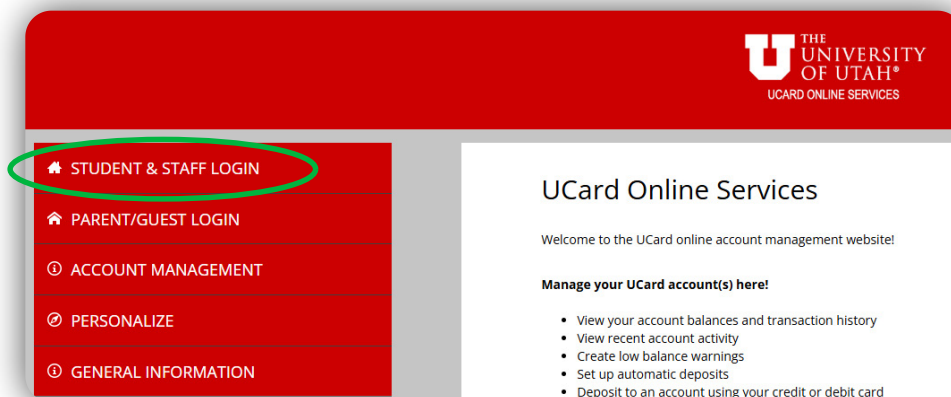 THE
UNIVERSITY
OF UTAH®
UCARD ONLINE SERVICES
STUDENT & STAFF LOGIN
PARENT/GUEST LOGIN
ACCOUNT MANAGEMENT
PERSONALIZE
GENERAL INFORMATION
UCard Online Services
Welcome to the UCard online account management website!
Manage your UCard account(s) here!
• View your account balances and transaction history
• View recent account activity
• Create low balance warnings
• Set up automatic deposits
• Deposit to an account using your credit or debit card